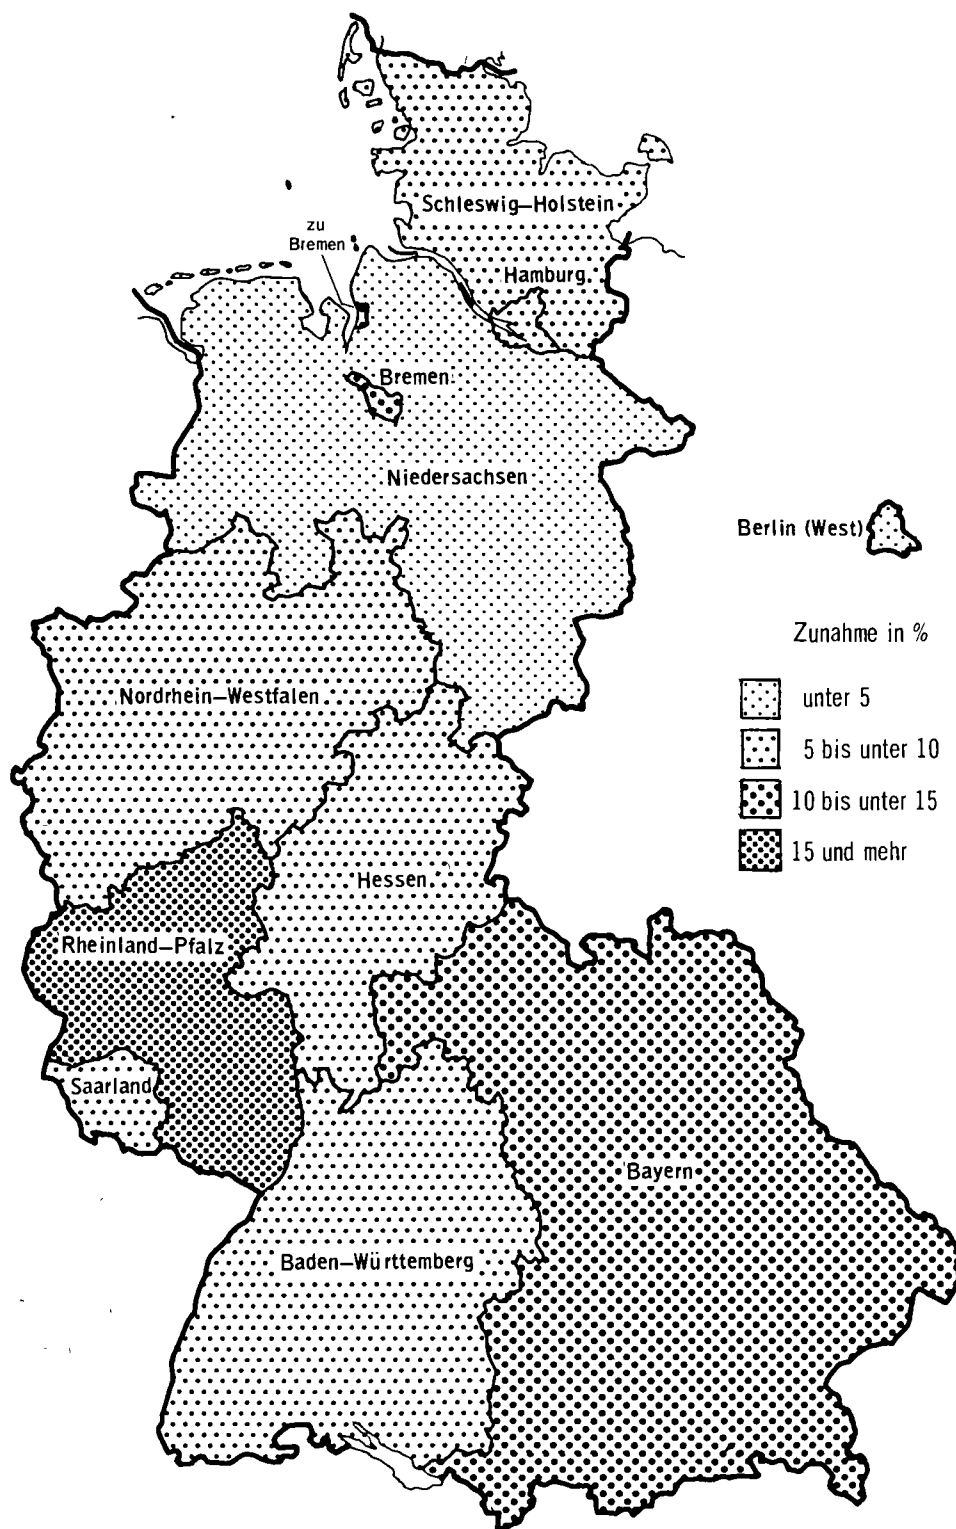 Schleswig–Holstein
zu
Bremen
Hamburg
Bremen
Niedersachsen
Berlin (West)
Zunahme in %
Nordrhein–Westfalen
unter 5
5 bis unter 10
10 bis unter 15
15 und mehr
Hessen
Rheinland–Pfalz
Saarland
Bayern
Baden–Württemberg